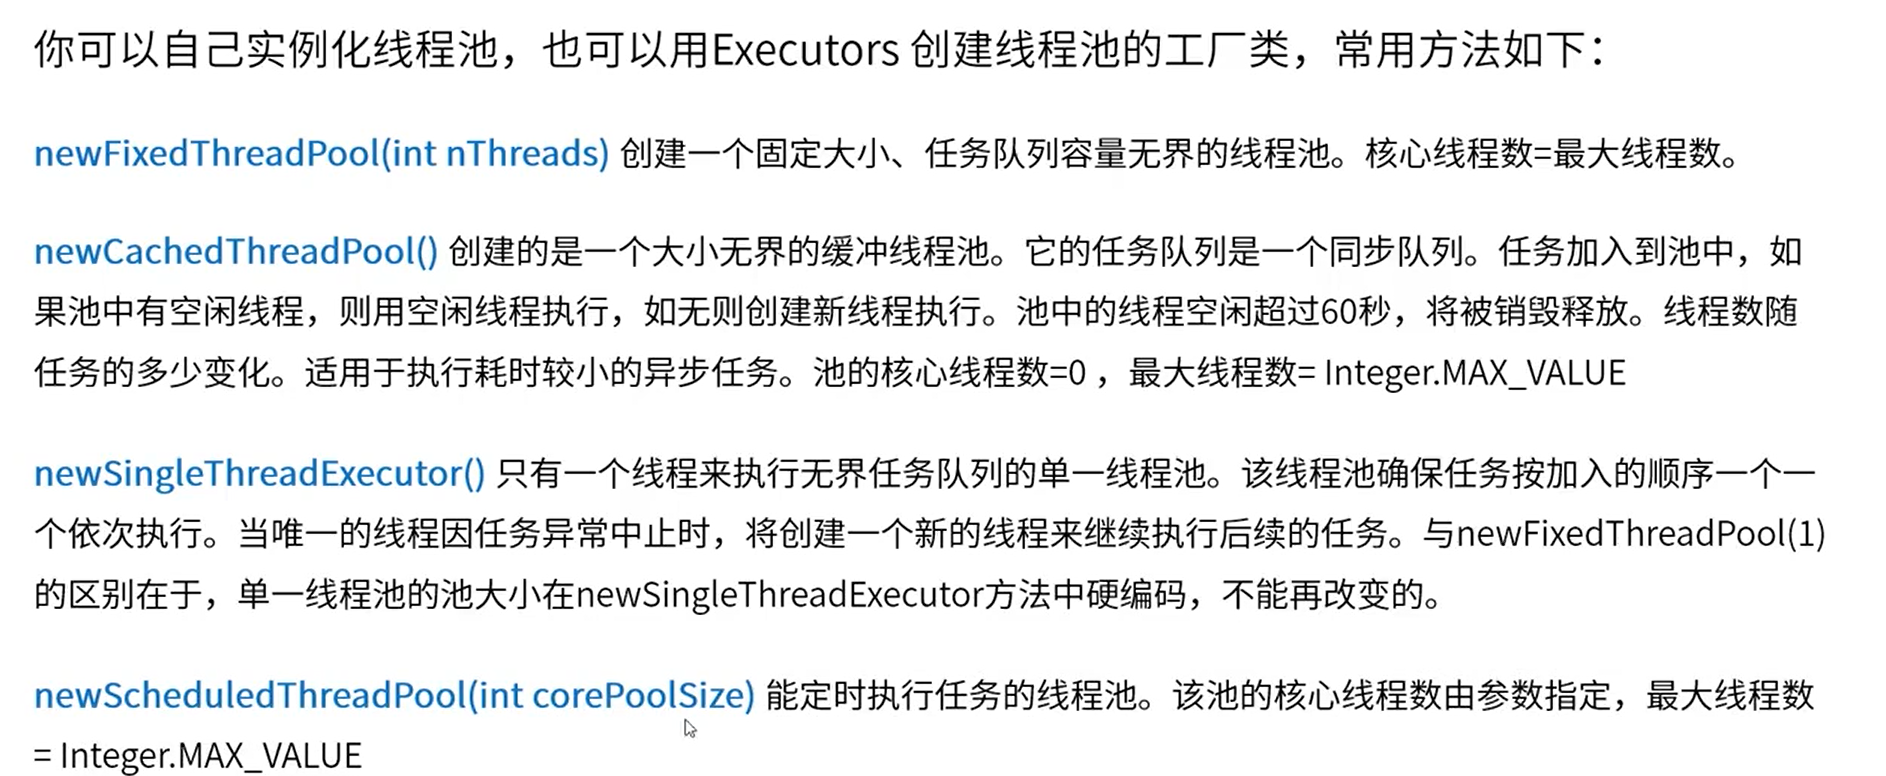 你可以自己实例化线程池，也可以用Executors 创建线程池的工厂类，常用方法如下：
newFixedThreadPool(int nThreads) 创建一个固定大小、任务队列容量无界的线程池。核心线程数=最大线程数。
newCachedThreadPool() 创建的是一个大小无界的缓冲线程池。它的任务队列是一个同步队列。任务加入到池中，如
果池中有空闲线程，则用空闲线程执行，如无则创建新线程执行。池中的线程空闲超过60秒，将被销毁释放。线程数随
任务的多少变化。适用于执行耗时较小的异步任务。池的核心线程数=0 ，最大线程数= Integer.MAX_VALUE
newSingleThreadExecutor() 只有一个线程来执行无界任务队列的单一线程池。该线程池确保任务按加入的顺序一个一
个依次执行。当唯一的线程因任务异常中止时，将创建一个新的线程来继续执行后续的任务。与newFixedThreadPool(1)
的区别在于，单一线程池的池大小在newSingleThreadExecutor方法中硬编码，不能再改变的。
newScheduledThreadPool(int corePoolSize) 能定时执行任务的线程池。该池的核心线程数由参数指定，最大线程数
= Integer.MAX_VALUE